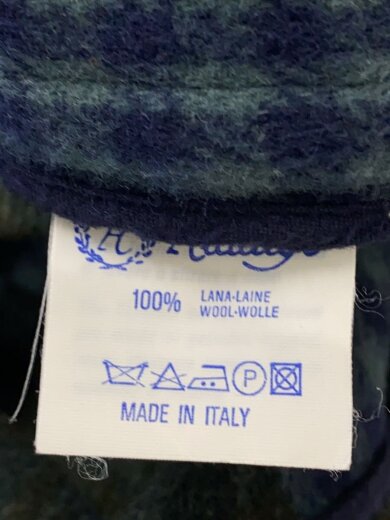 100% LANA-LAINE
WOOL-WOLLE
P
MADE IN ITALY